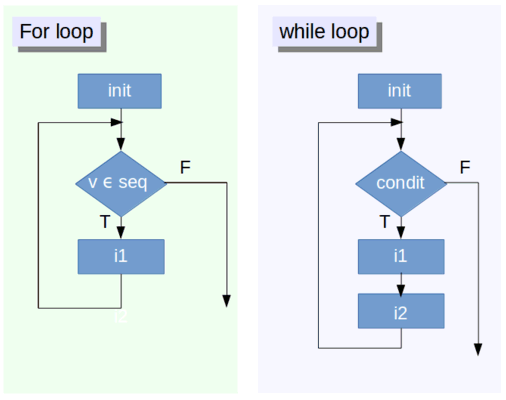 For loop
init
v ϵ seq
F
T
i1
while loop
init
condit
F
T
i1
i2